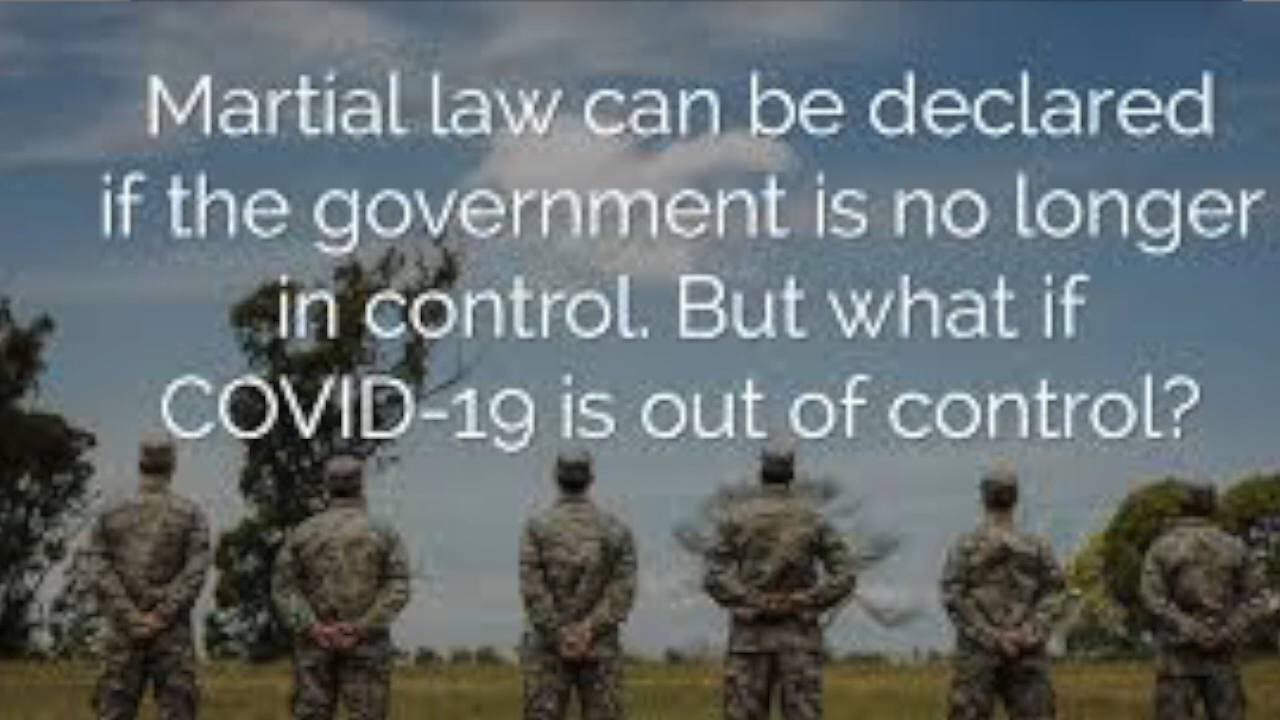 Martial law can be declared
if the government is no longer
in control. But what if
COVID-19 is out of control?